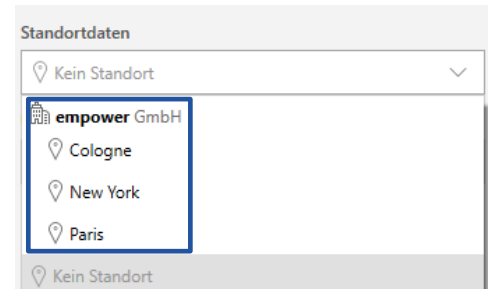 Standortdaten
Kein Standort
empower GmbH
Cologne
New York
Paris
Kein Standort